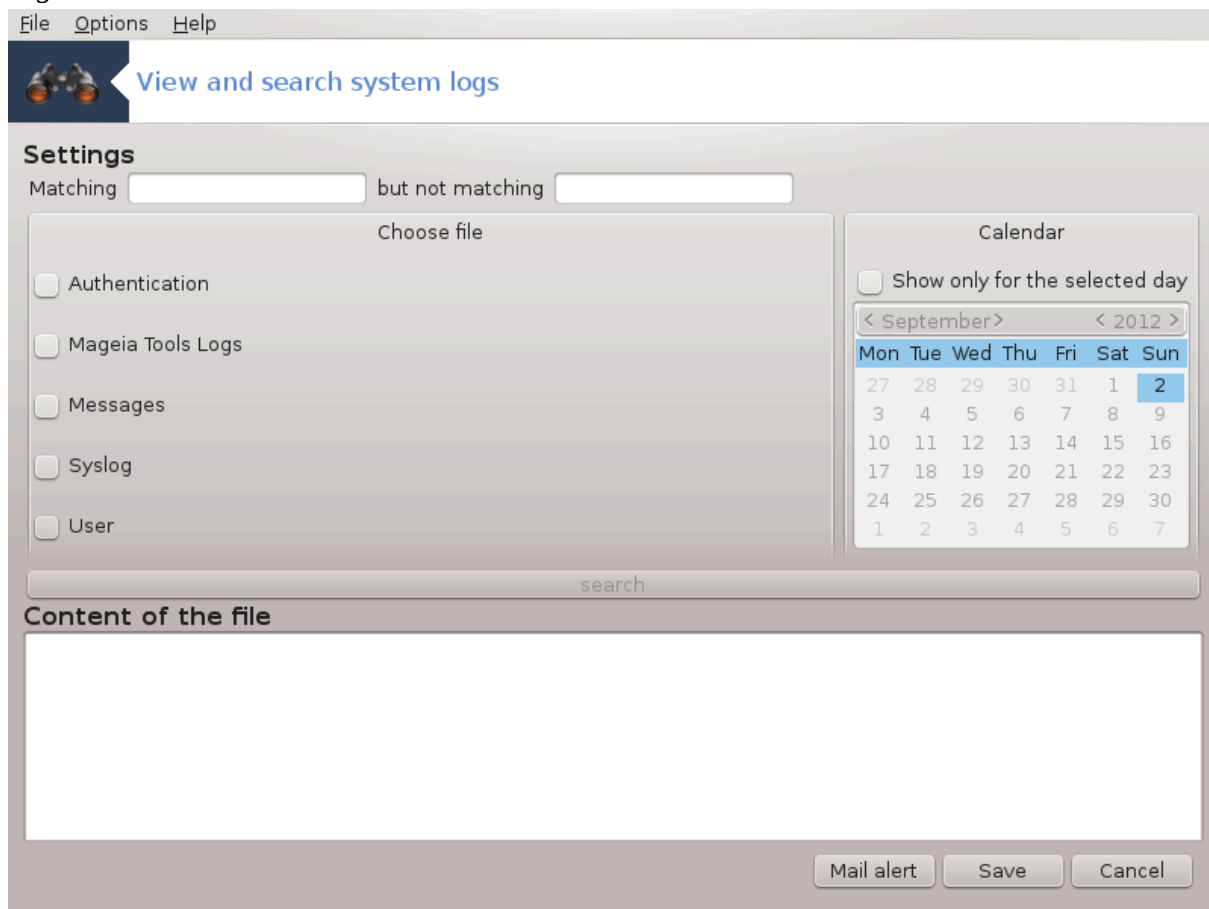 File Options Help
View and search system logs
Settings
Matching but not matching
Choose file
Authentication
Mageia Tools Logs
Messages
Syslog
User
Calendar
Show only for the selected day
< September > < 2012 >
Mon Tue Wed Thu Fri Sat Sun
27 28 29 30 31 1 2
3 4 5 6 7 8 9
10 11 12 13 14 15 16
17 18 19 20 21 22 23
24 25 26 27 28 29 30
1 2 3 4 5 6 7
search
Content of the file
Mail alert Save Cancel